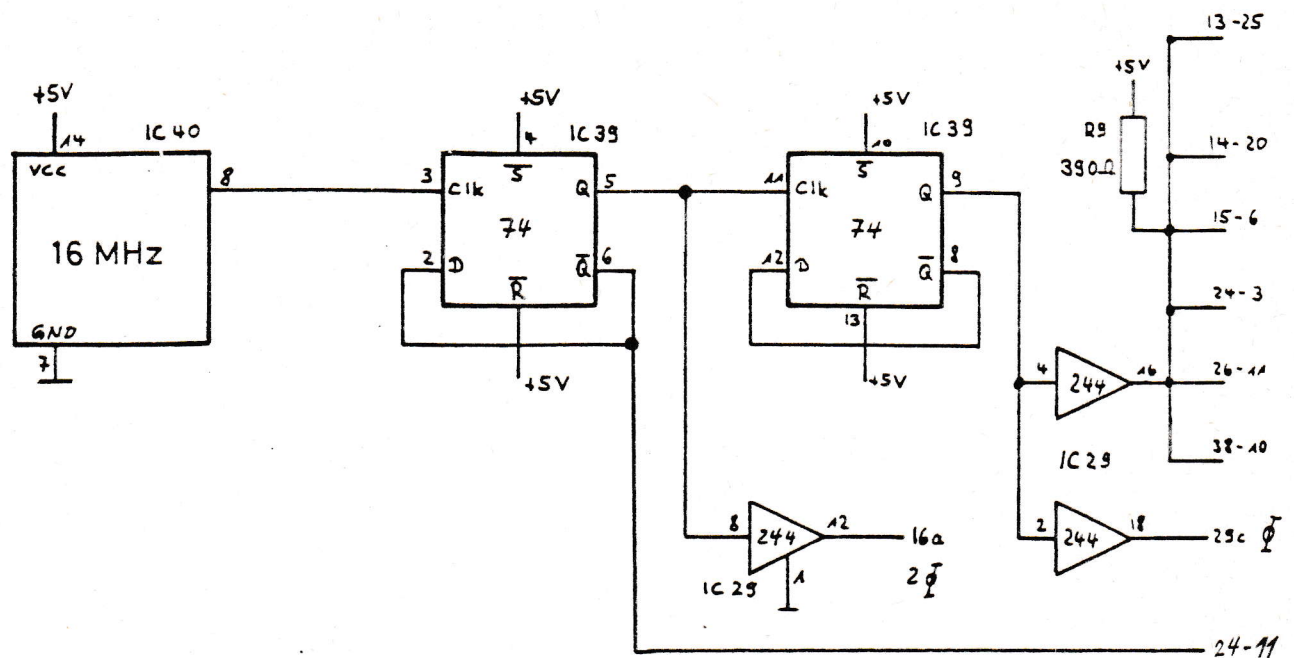 13-25
+5V
+5V
+5V
+5V
14
IC 40
4
IC 39
10
IC 39
R9
390Ω
14-20
VCC
8
3
Clk
S̅
Q
5
11
Clk
S̅
Q
9
16 MHz
74
74
15-6
2
D
Q̅
6
12
D
Q̅
8
R̅
R̅
13
24-3
GND
7
+5V
+5V
4
244
16
26-11
IC 29
38-10
8
244
12
16a
2
244
18
29c Φ
IC 29
1
2Φ
24-11